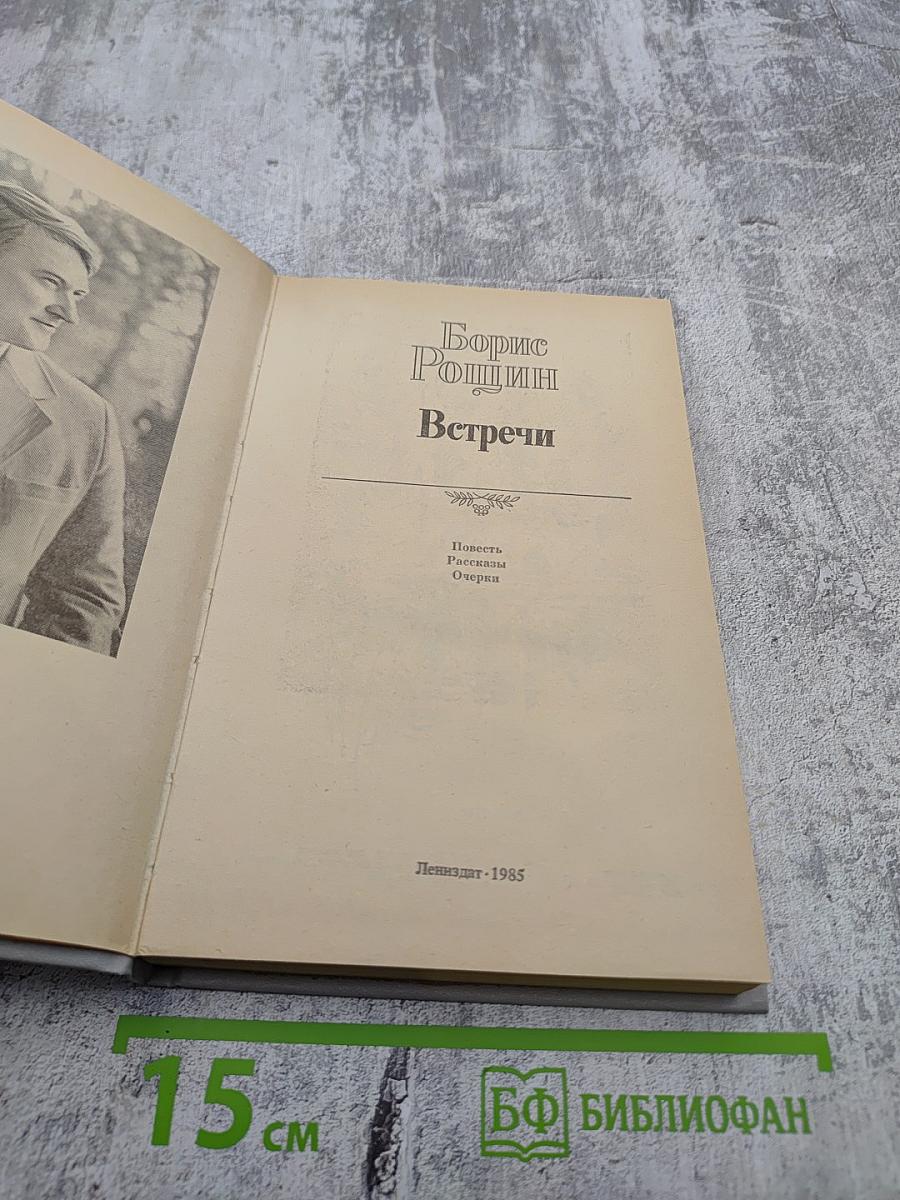 Борис
Рощин
Встречи
Повесть
Рассказы
Очерки
Лениздат · 1985
15 см
БФ БИБЛИОФАН